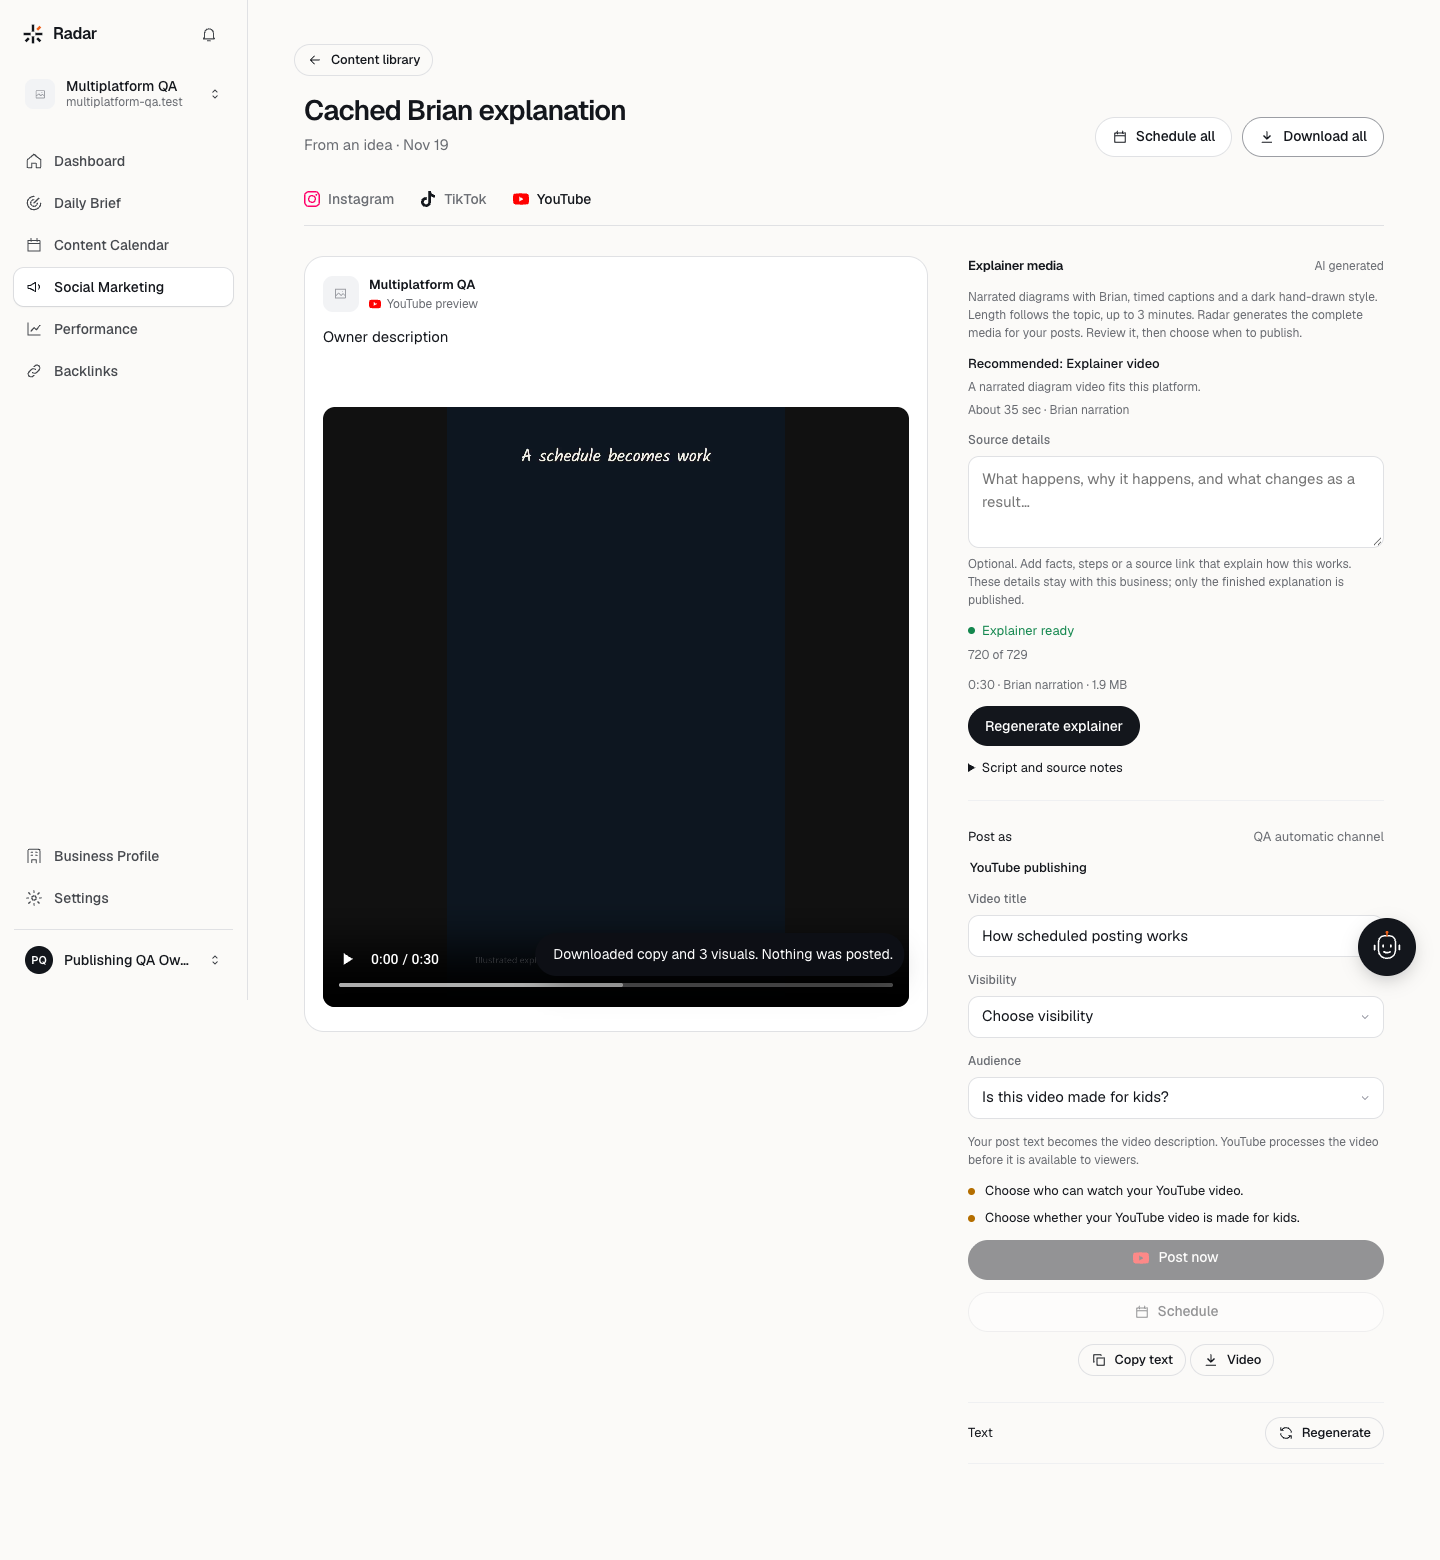 Radar
Multiplatform QA
multiplatform-qa.test
Dashboard
Daily Brief
Content Calendar
Social Marketing
Performance
Backlinks
Business Profile
Settings
PQ
Publishing QA Ow...
Content library
Cached Brian explanation
From an idea · Nov 19
Schedule all
Download all
Instagram
TikTok
YouTube
Multiplatform QA
YouTube preview
Owner description
A schedule becomes work
0:00 / 0:30
Illustrated
Downloaded copy and 3 visuals. Nothing was posted.
Explainer media
AI generated
Narrated diagrams with Brian, timed captions and a dark hand-drawn style.
Length follows the topic, up to 3 minutes. Radar generates the complete
media for your posts. Review it, then choose when to publish.
Recommended: Explainer video
A narrated diagram video fits this platform.
About 35 sec · Brian narration
Source details
What happens, why it happens, and what changes as a
result...
Optional. Add facts, steps or a source link that explain how this works.
These details stay with this business; only the finished explanation is
published.
Explainer ready
720 of 729
0:30 · Brian narration · 1.9 MB
Regenerate explainer
Script and source notes
Post as
QA automatic channel
YouTube publishing
Video title
How scheduled posting works
Visibility
Choose visibility
Audience
Is this video made for kids?
Your post text becomes the video description. YouTube processes the video
before it is available to viewers.
Choose who can watch your YouTube video.
Choose whether your YouTube video is made for kids.
Post now
Schedule
Copy text
Video
Text
Regenerate